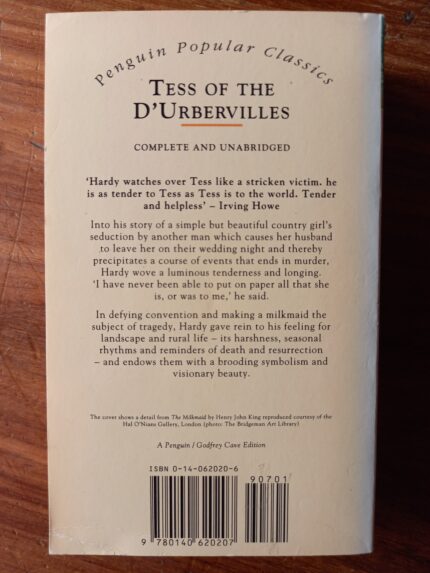 Penguin Popular Classics
TESS OF THE
D'URBERVILLES
COMPLETE AND UNABRIDGED
'Hardy watches over Tess like a stricken victim. he
is as tender to Tess as Tess is to the world. Tender
and helpless' – Irving Howe
Into his story of a simple but beautiful country girl's
seduction by another man which causes her husband
to leave her on their wedding night and thereby
precipitates a course of events that ends in murder,
Hardy wove a luminous tenderness and longing.
'I have never been able to put on paper all that she
is, or was to me,' he said.
In defying convention and making a milkmaid the
subject of tragedy, Hardy gave rein to his feeling for
landscape and rural life – its harshness, seasonal
rhythms and reminders of death and resurrection
– and endows them with a brooding symbolism and
visionary beauty.
The cover shows a detail from The Milkmaid by Henry John King reproduced courtesy of the
Hal O'Nians Gallery, London (photo: The Bridgeman Art Library)
A Penguin / Godfrey Cave Edition
ISBN 0-14-062020-6
90701
9 780140 620207